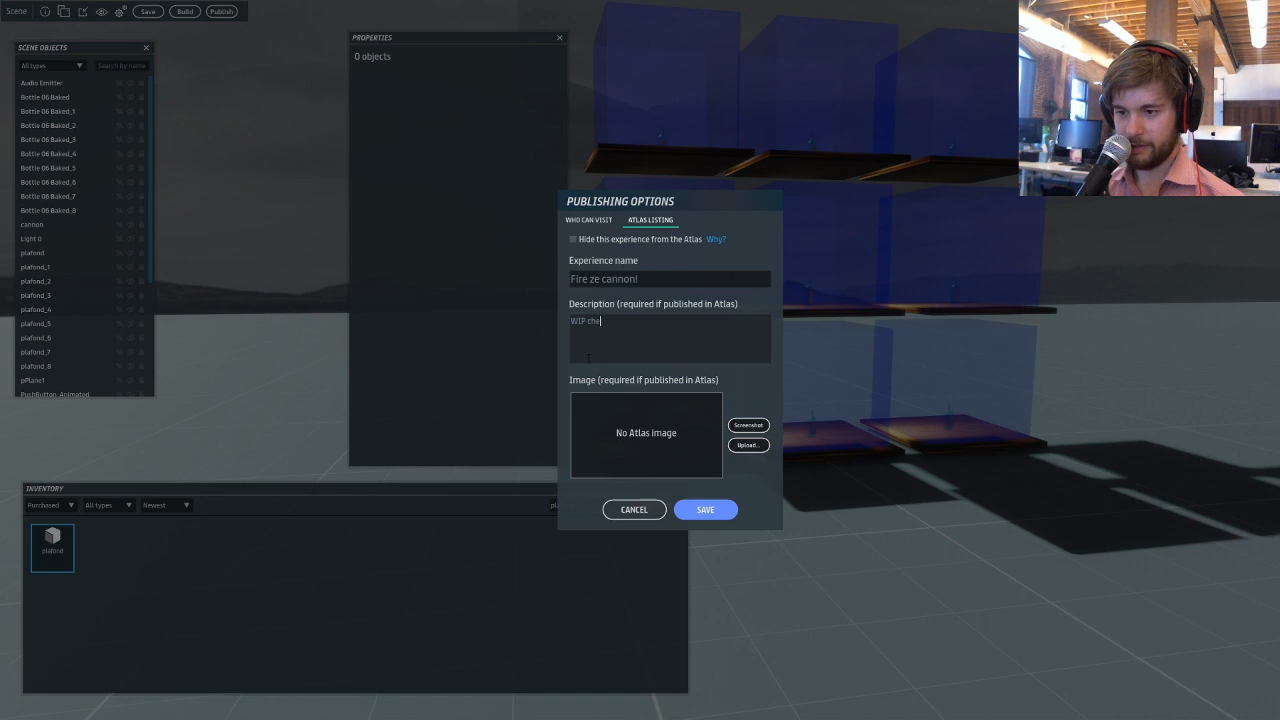 Scene
Save
Build
Publish
SCENE OBJECTS
All types
Search by name
Audio Emitter
Bottle 06 Baked
Bottle 06 Baked_1
Bottle 06 Baked_2
Bottle 06 Baked_3
Bottle 06 Baked_4
Bottle 06 Baked_5
Bottle 06 Baked_6
Bottle 06 Baked_7
Bottle 06 Baked_8
cannon
Light 0
plafond
plafond_1
plafond_2
plafond_3
plafond_4
plafond_5
plafond_6
plafond_7
plafond_8
pPlane1
PushButton_Animated
PROPERTIES
0 objects
PUBLISHING OPTIONS
WHO CAN VISIT
ATLAS LISTING
Hide this experience from the Atlas Why?
Experience name
Fire ze cannon!
Description (required if published in Atlas)
WIP che
Image (required if published in Atlas)
No Atlas Image
Screenshot
Upload...
CANCEL
SAVE
INVENTORY
Purchased
All types
Newest
pl
plafond